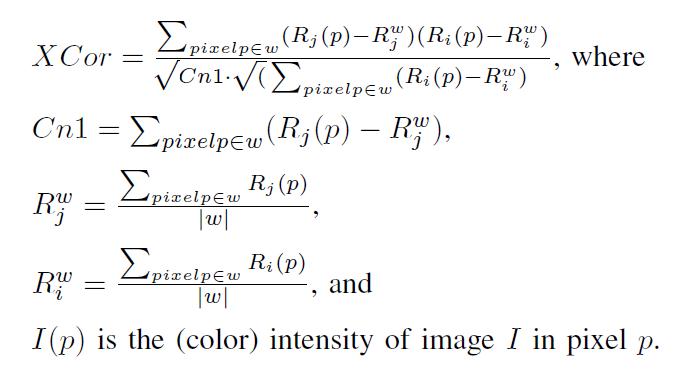 XCor = \frac{\sum_{pixelp \in w}(R_j(p)-R_j^w)(R_i(p)-R_i^w)}{\sqrt{Cn1}\cdot\sqrt{(}\sum_{pixelp \in w}(R_i(p)-R_i^w)}, where
Cn1 = \sum_{pixelp \in w}(R_j(p) - R_j^w),
R_j^w = \frac{\sum_{pixelp \in w} R_j(p)}{|w|},
R_i^w = \frac{\sum_{pixelp \in w} R_i(p)}{|w|}, and
I(p) is the (color) intensity of image I in pixel p.